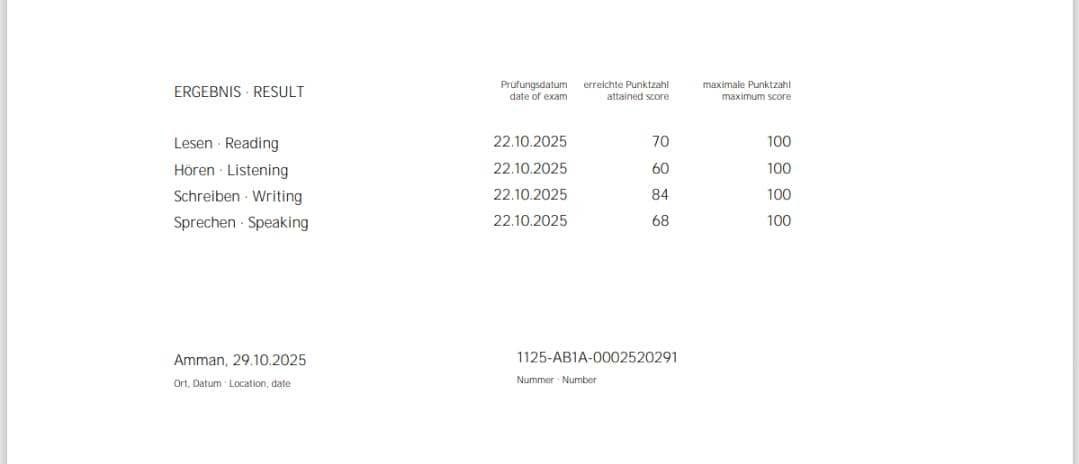 ERGEBNIS · RESULT
Prüfungsdatum erreichte Punktzahl maximale Punktzahl
date of exam attained score maximum score
Lesen · Reading 22.10.2025 70 100
Hören · Listening 22.10.2025 60 100
Schreiben · Writing 22.10.2025 84 100
Sprechen · Speaking 22.10.2025 68 100
Amman, 29.10.2025 1125-AB1A-0002520291
Ort, Datum · Location, date Nummer · Number